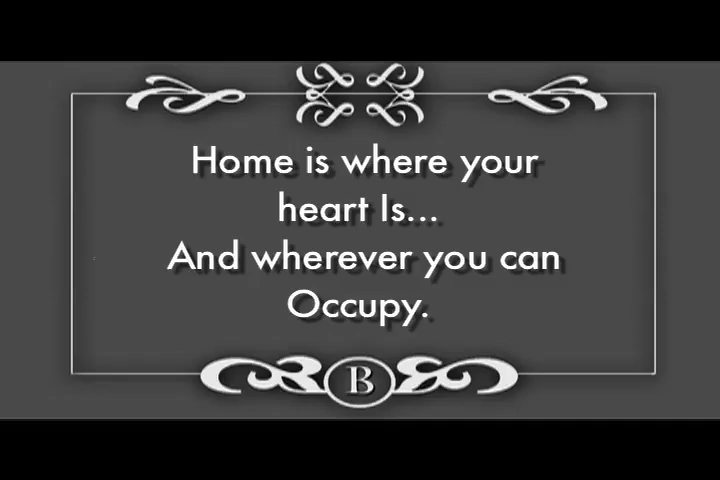 Home is where your
heart Is...
And wherever you can
Occupy.
B